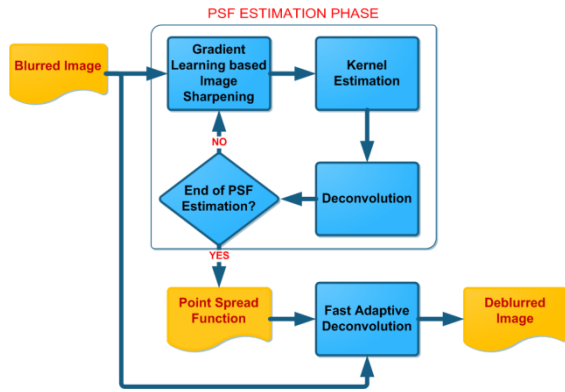 PSF ESTIMATION PHASE
Blurred Image
Gradient
Learning based
Image
Sharpening
Kernel
Estimation
NO
End of PSF
Estimation?
Deconvolution
YES
Point Spread
Function
Fast Adaptive
Deconvolution
Deblurred
Image